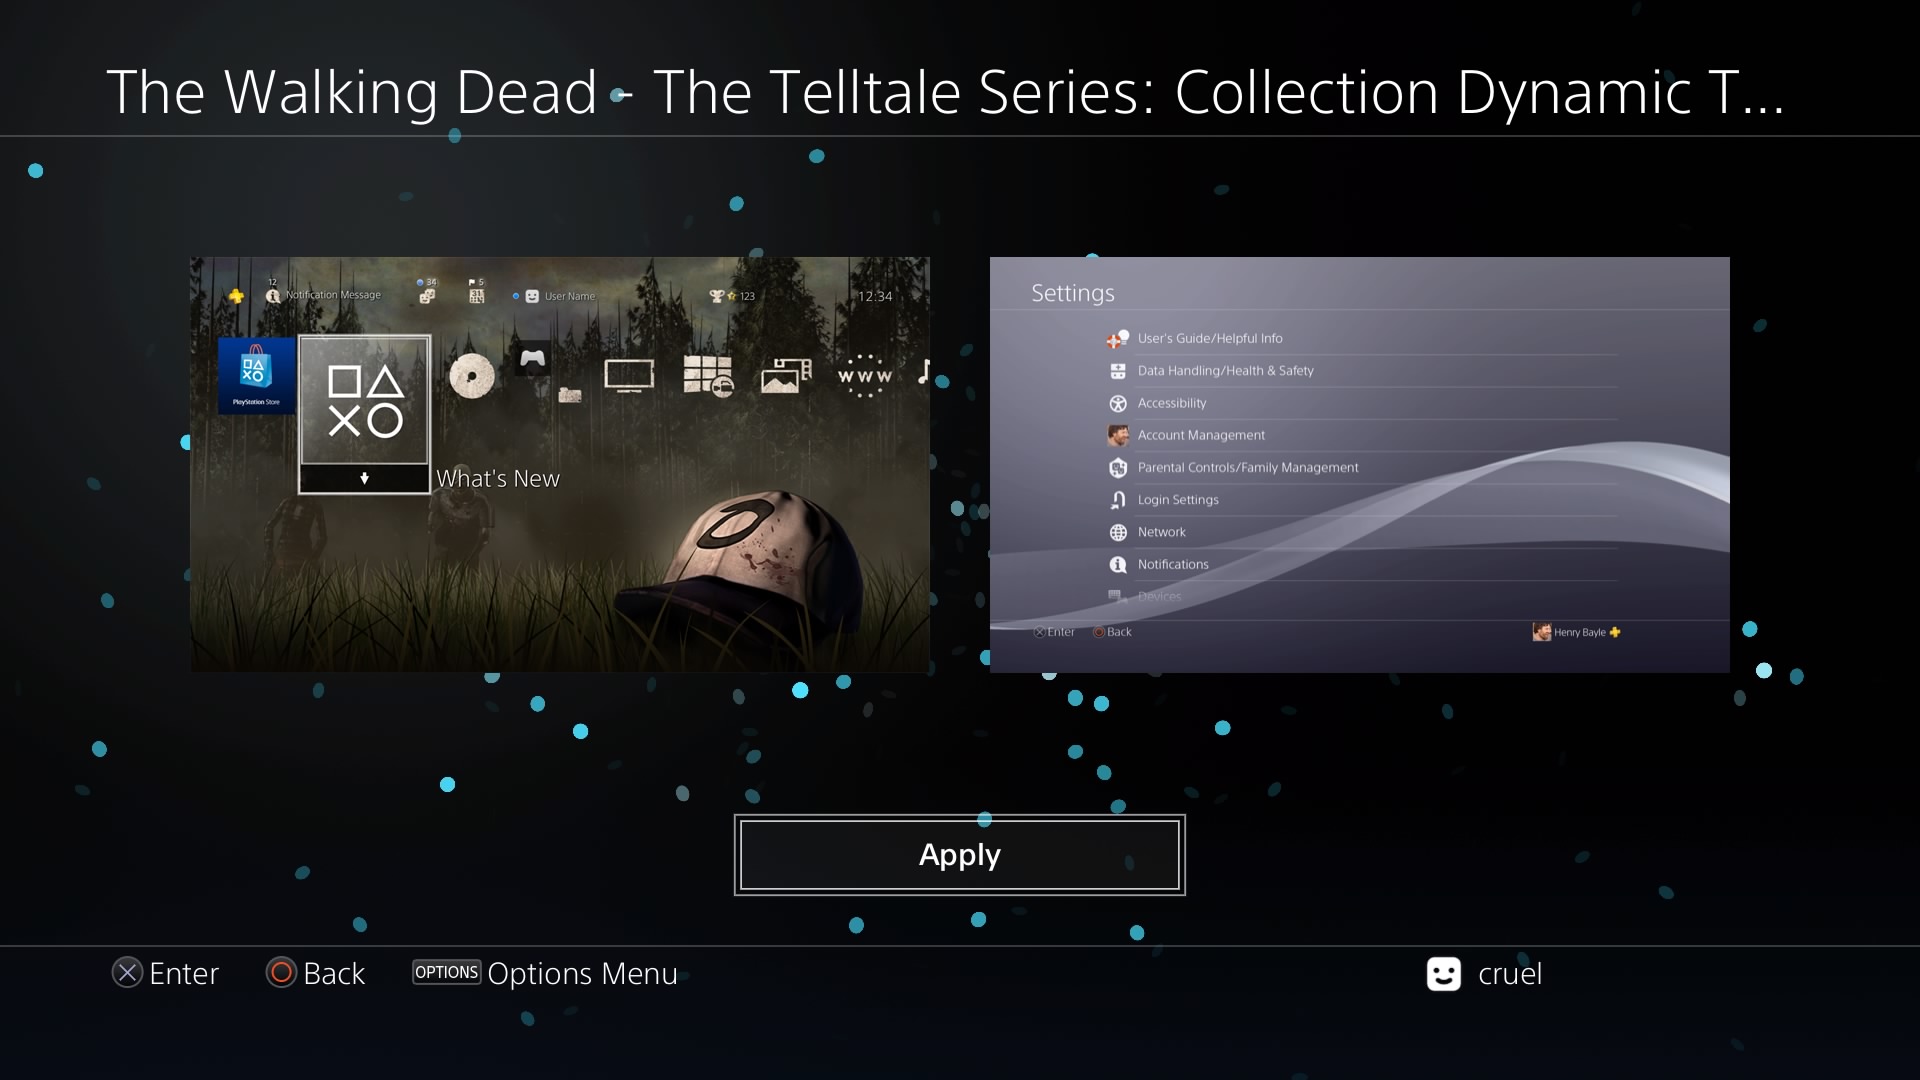 The Walking Dead - The Telltale Series: Collection Dynamic T...
12
Notification Message
34
5
User Name
123
12:34
PlayStation Store
WWW
What's New
Settings
User's Guide/Helpful Info
Data Handling/Health & Safety
Accessibility
Account Management
Parental Controls/Family Management
Login Settings
Network
Notifications
Devices
Enter
Back
Henry Bayle
Apply
Enter
Back
OPTIONS Options Menu
cruel